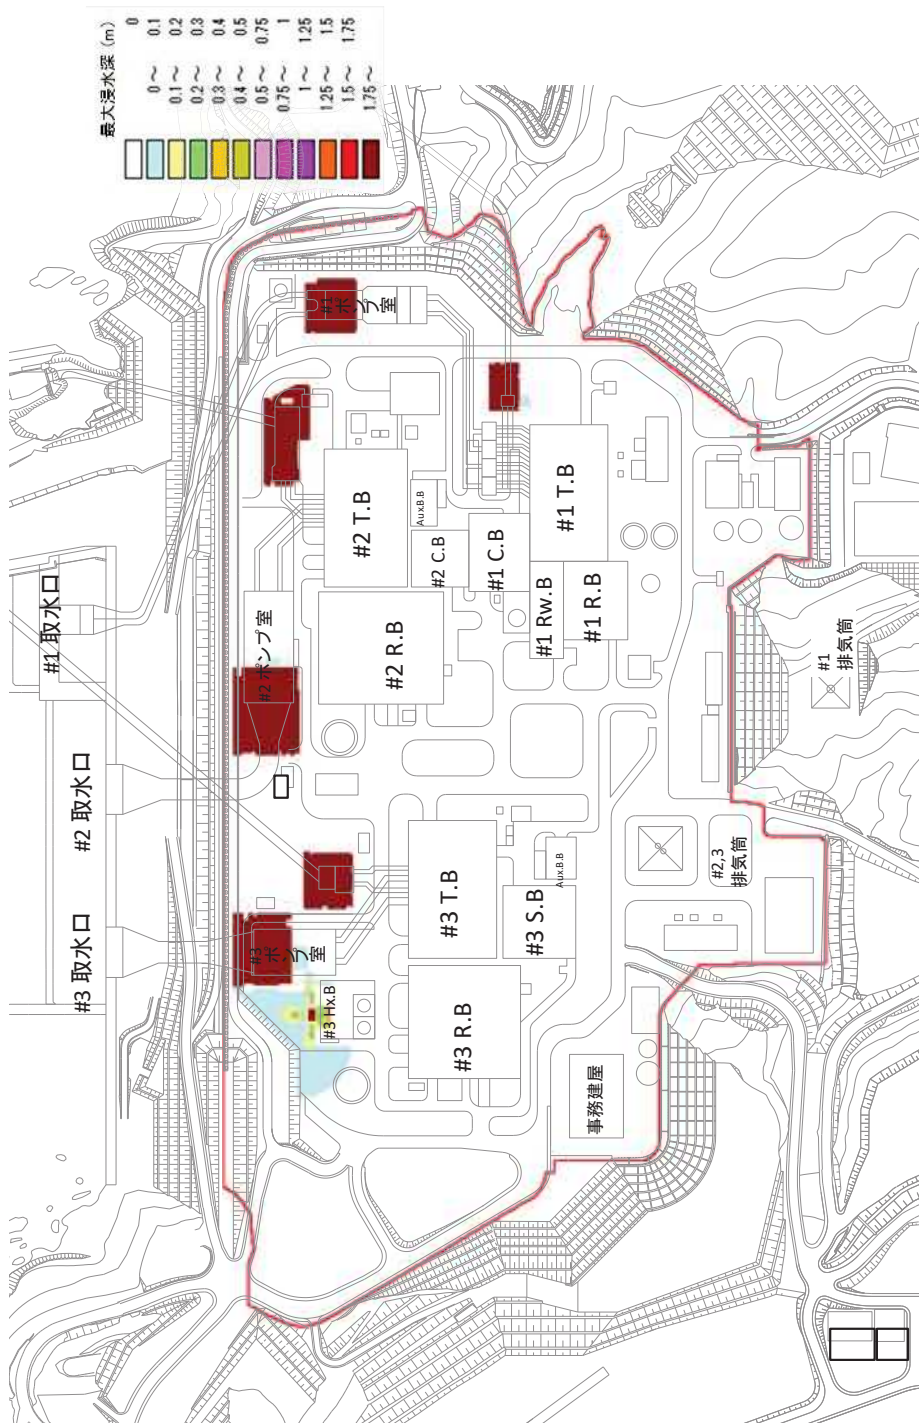 最大浸水深 (m)
0
0～ 0.1
0.1～ 0.2
0.2～ 0.3
0.3～ 0.4
0.4～ 0.5
0.5～ 0.75
0.75～ 1
1～ 1.25
1.25～ 1.5
1.5～ 1.75
1.75～
#3 取水口
#2 取水口
#1 取水口
#3
ポンプ室
#2 ポンプ室
#1
ポンプ室
#3 Hx.B
#3 R.B
#3 T.B
#3 S.B
Aux.B.B
#2 R.B
#2 T.B
#2 C.B
Aux.B.B
#1 C.B
#1 Rw.B
#1 R.B
#1 T.B
事務建屋
#2,3
排気筒
#1
排気筒